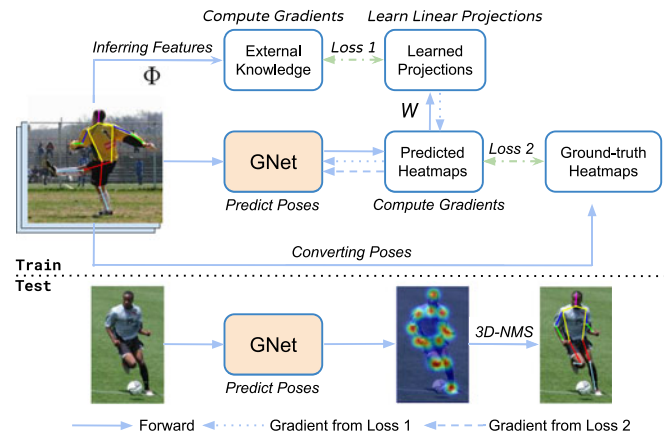 Compute Gradients
Learn Linear Projections
Inferring Features
External
Knowledge
Loss 1
Learned
Projections
Φ
W
GNet
Predict Poses
Predicted
Heatmaps
Compute Gradients
Loss 2
Ground-truth
Heatmaps
Converting Poses
Train
Test
GNet
Predict Poses
3D-NMS
Forward
Gradient from Loss 1
Gradient from Loss 2